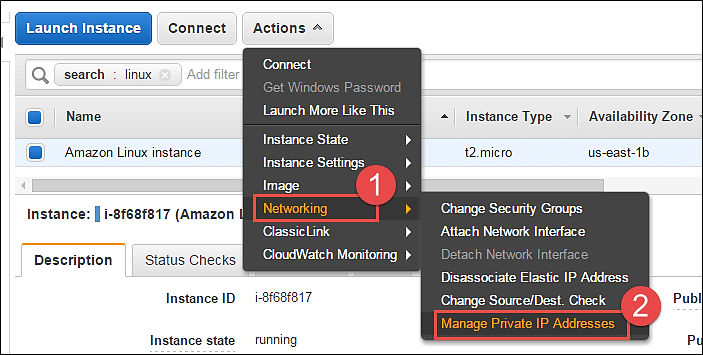 Launch Instance Connect Actions
search : linux Add filter
Name Instance Type Availability Zone
Amazon Linux instance t2.micro us-east-1b
Connect
Get Windows Password
Launch More Like This
Instance State
Instance Settings
Image
Networking
ClassicLink
CloudWatch Monitoring
1
Change Security Groups
Attach Network Interface
Detach Network Interface
Disassociate Elastic IP Address
Change Source/Dest. Check
Manage Private IP Addresses
2
Instance: i-8f68f817 (Amazon L
Description Status Checks
Instance ID i-8f68f817 Publ
Instance state running Pu